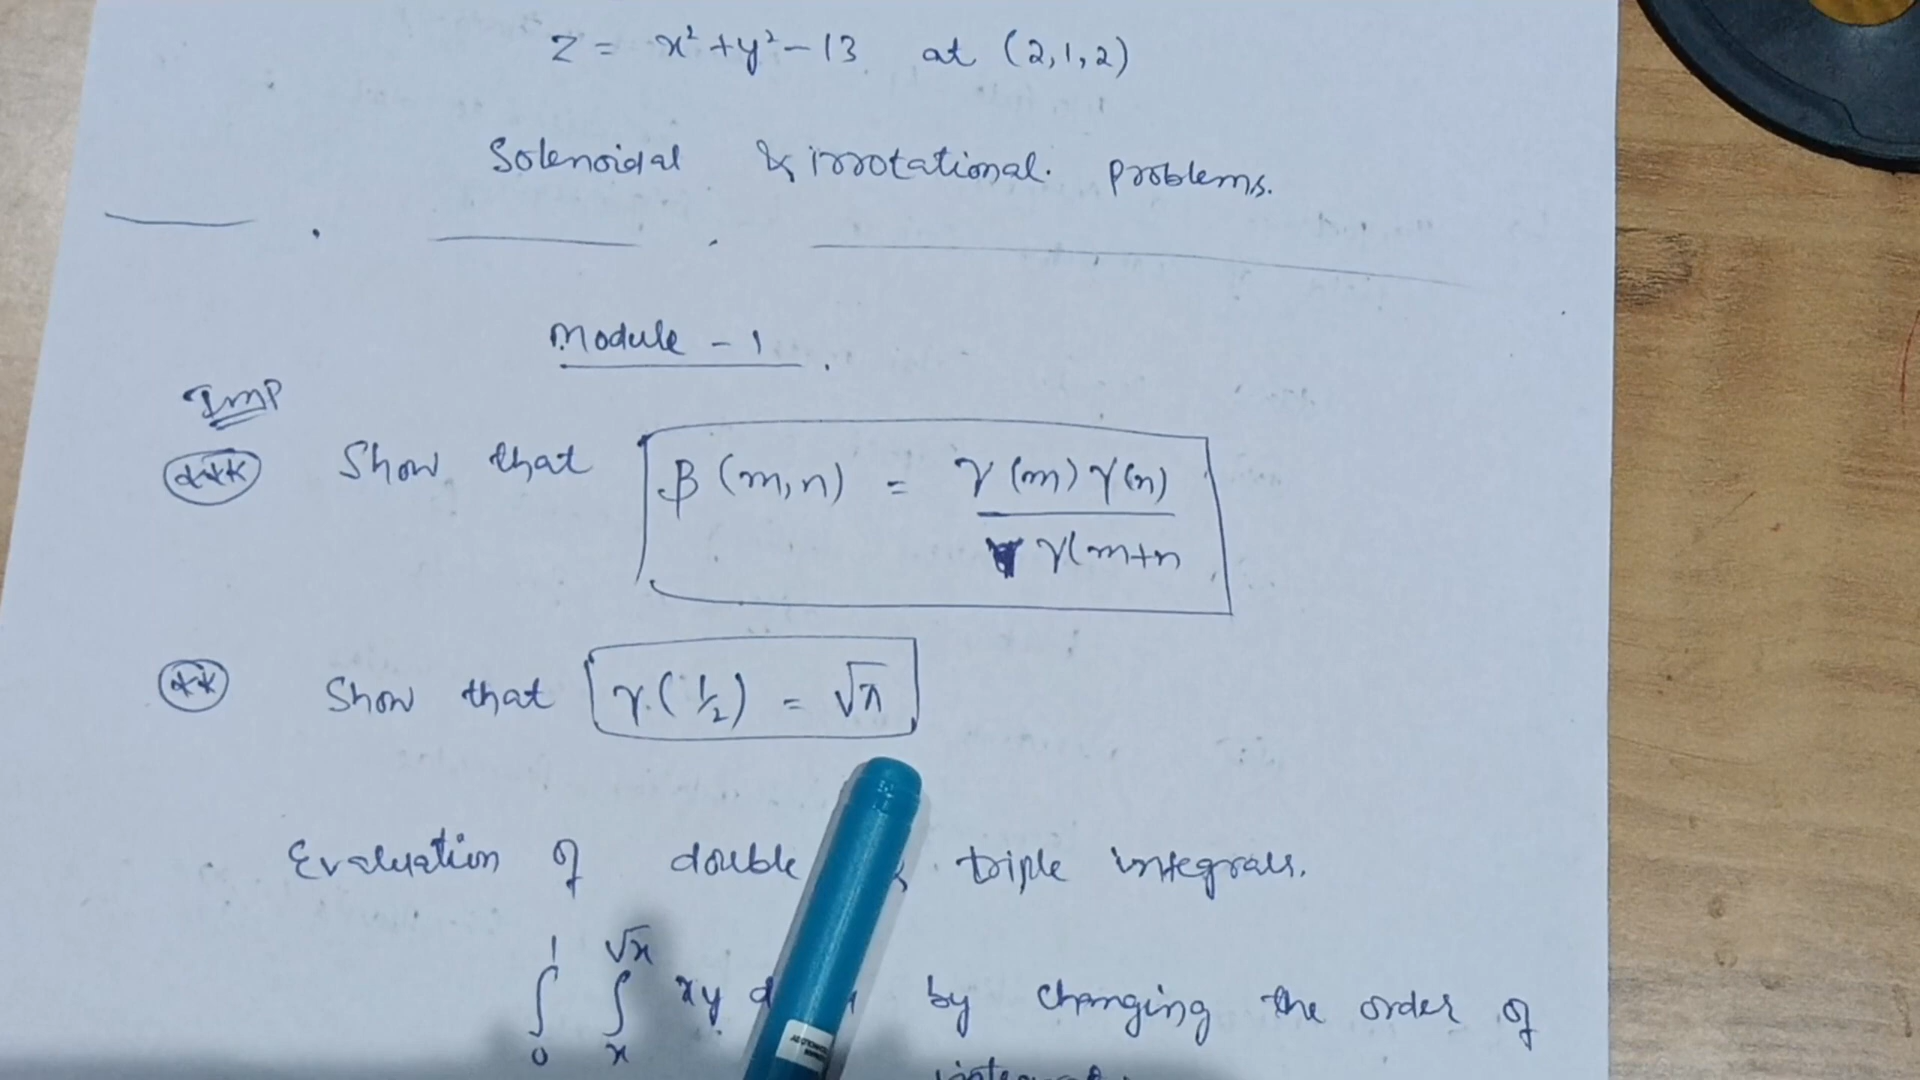 z = x² + y² - 13 at (2,1,2)
Solenoidal & irrotational. Problems.
Module - 1
Imp
*** Show that β(m,n) = γ(m) γ(n) / γ(m+n
** Show that γ(1/2) = √π
Evaluation of double & triple integrals.
∫₀¹ ∫ₓ^√x xy d by changing the order of